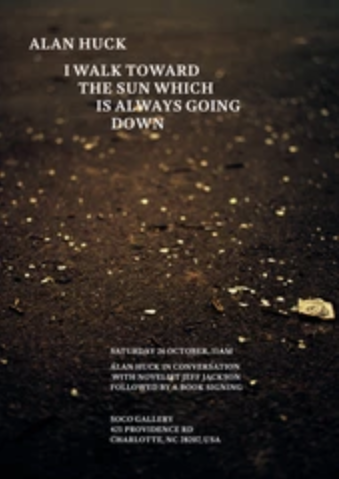 ALAN HUCK
I WALK TOWARD
THE SUN WHICH
IS ALWAYS GOING
DOWN
SATURDAY 26 OCTOBER, 11AM
ALAN HUCK IN CONVERSATION
WITH NOVELIST JEFF JACKSON
FOLLOWED BY A BOOK SIGNING
SOCO GALLERY
421 PROVIDENCE RD
CHARLOTTE, NC 28207, USA